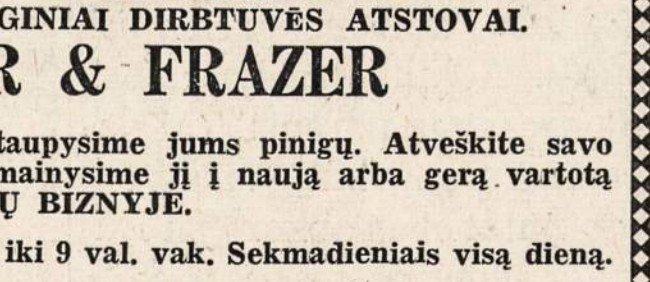 GINIAI DIRBTUVĖS ATSTOVAI.
R & FRAZER
taupysime jums pinigų. Atveškite savo
mainysime jį į naują arba gerą vartotą
Ų BIZNYJE.
iki 9 val. vak. Sekmadieniais visą dieną.